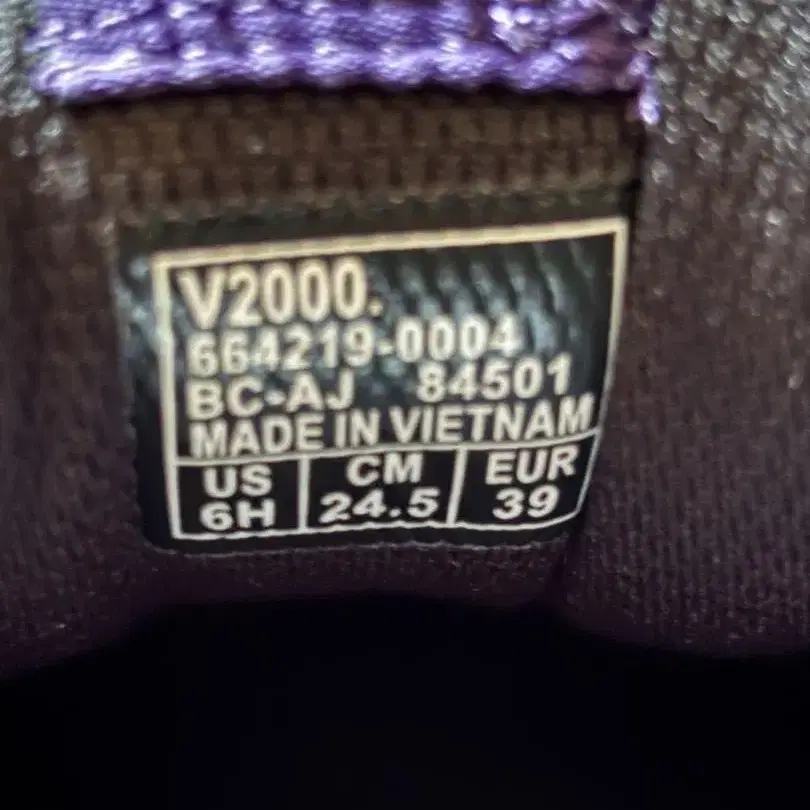 V2000.
664219-0004
BC-AJ 84501
MADE IN VIETNAM
US CM EUR
6H 24.5 39